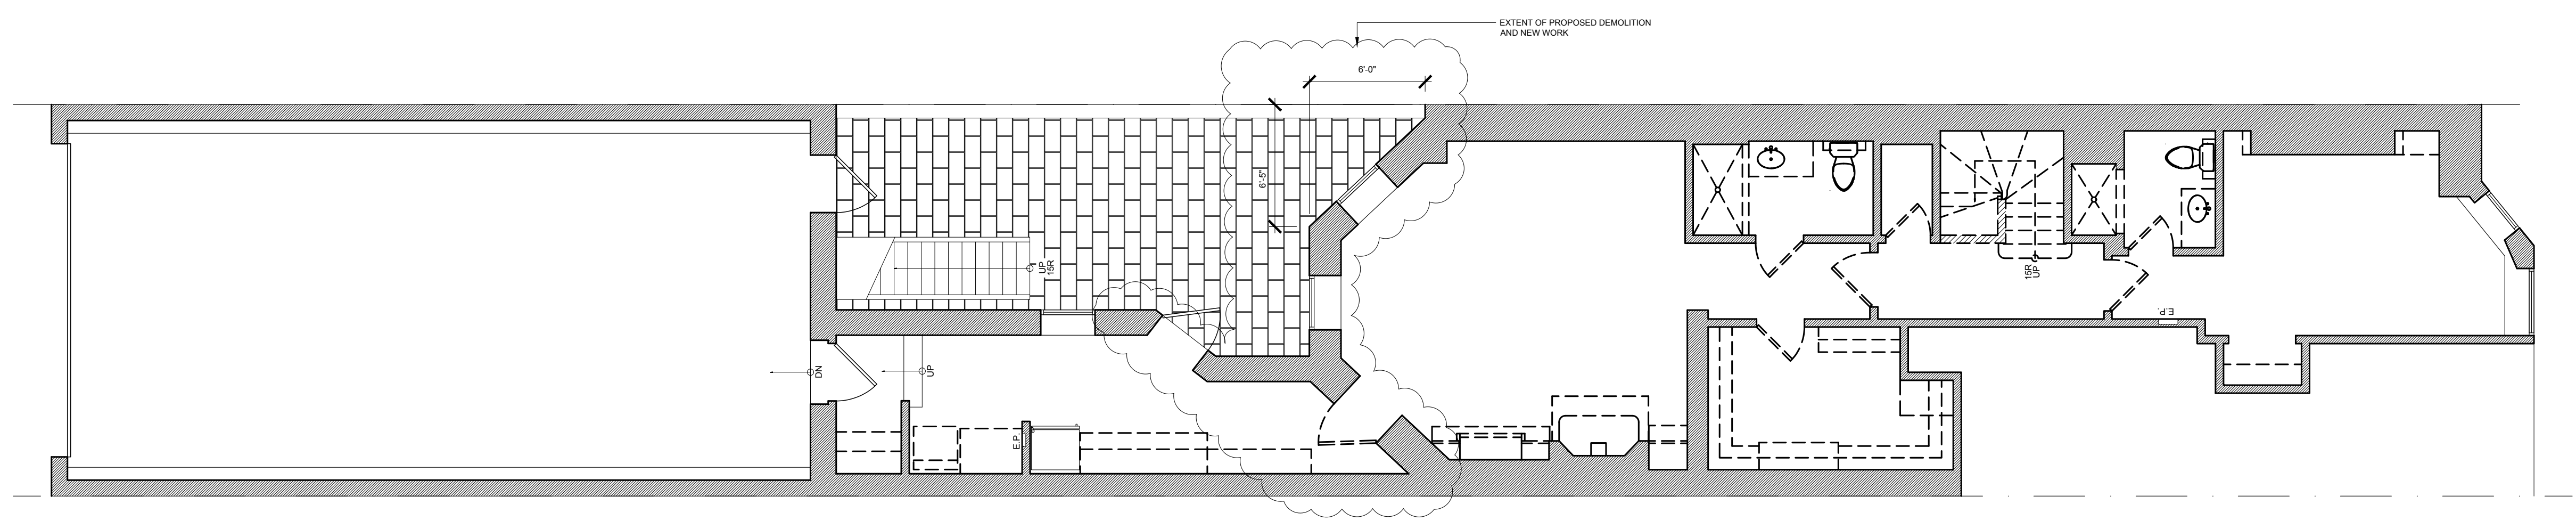 EXTENT OF PROPOSED DEMOLITION
AND NEW WORK
6'-0"
6'-5"
UP
15R
DN
UP
E.P.
15R
UP
E.P.